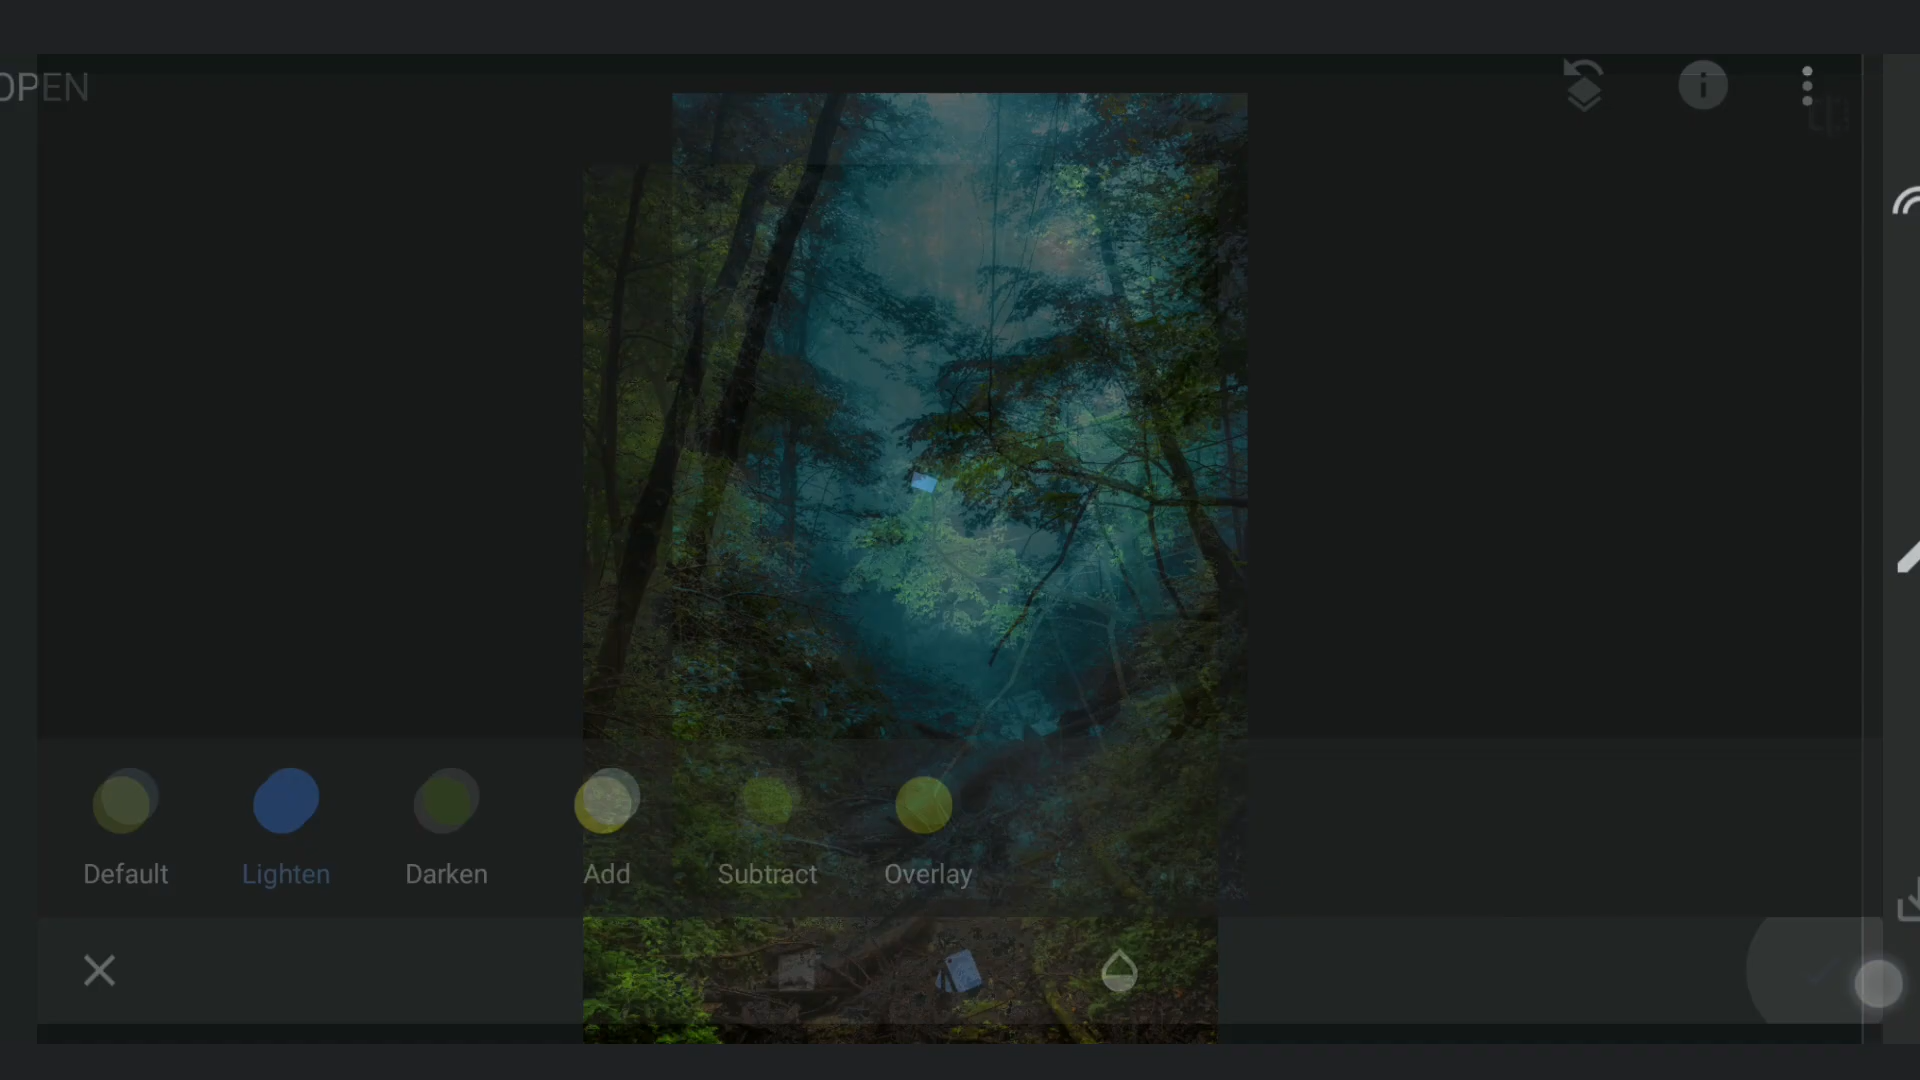 OPEN
Default
Lighten
Darken
Add
Subtract
Overlay